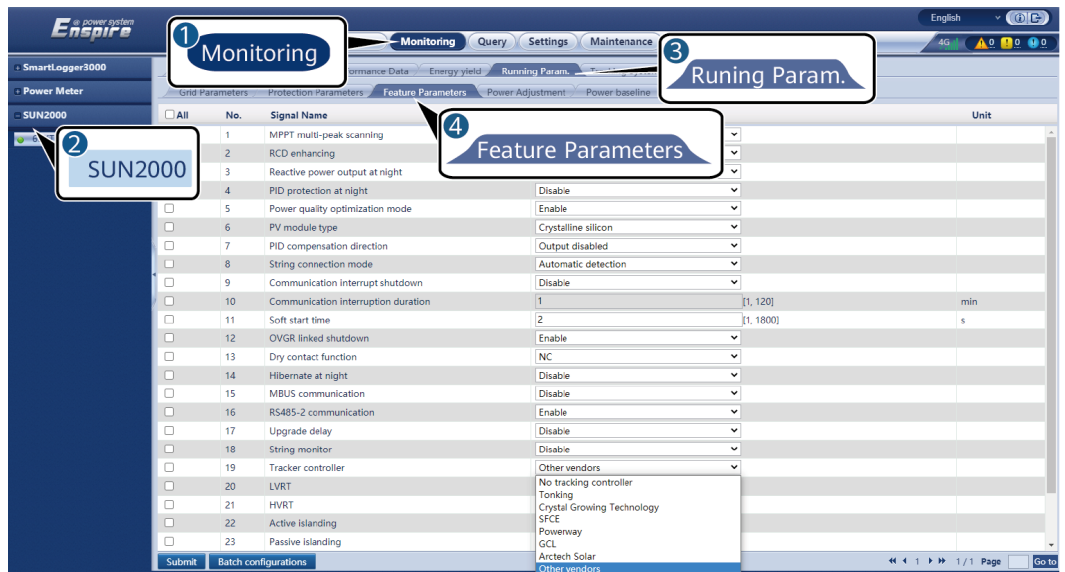 @ power system
Enspire
English
Monitoring
Query
Settings
Maintenance
4G
0
0
0
1
Monitoring
3
Runing Param.
SmartLogger3000
Power Meter
SUN2000
Energy yield
Running Param.
Grid Parameters
Protection Parameters
Feature Parameters
Power Adjustment
Power baseline
2
SUN2000
4
Feature Parameters
All No. Signal Name Unit
1 MPPT multi-peak scanning
2 RCD enhancing
3 Reactive power output at night
4 PID protection at night Disable
5 Power quality optimization mode Enable
6 PV module type Crystalline silicon
7 PID compensation direction Output disabled
8 String connection mode Automatic detection
9 Communication interrupt shutdown Disable
10 Communication interruption duration 1 [1, 120] min
11 Soft start time 2 [1, 1800] s
12 OVGR linked shutdown Enable
13 Dry contact function NC
14 Hibernate at night Disable
15 MBUS communication Disable
16 RS485-2 communication Enable
17 Upgrade delay Disable
18 String monitor Disable
19 Tracker controller Other vendors
20 LVRT
21 HVRT
22 Active islanding
23 Passive islanding
No tracking controller
Tonking
Crystal Growing Technology
SFCE
Powerway
GCL
Arctech Solar
Other vendors
Submit
Batch configurations
1
1/1 Page
Go to